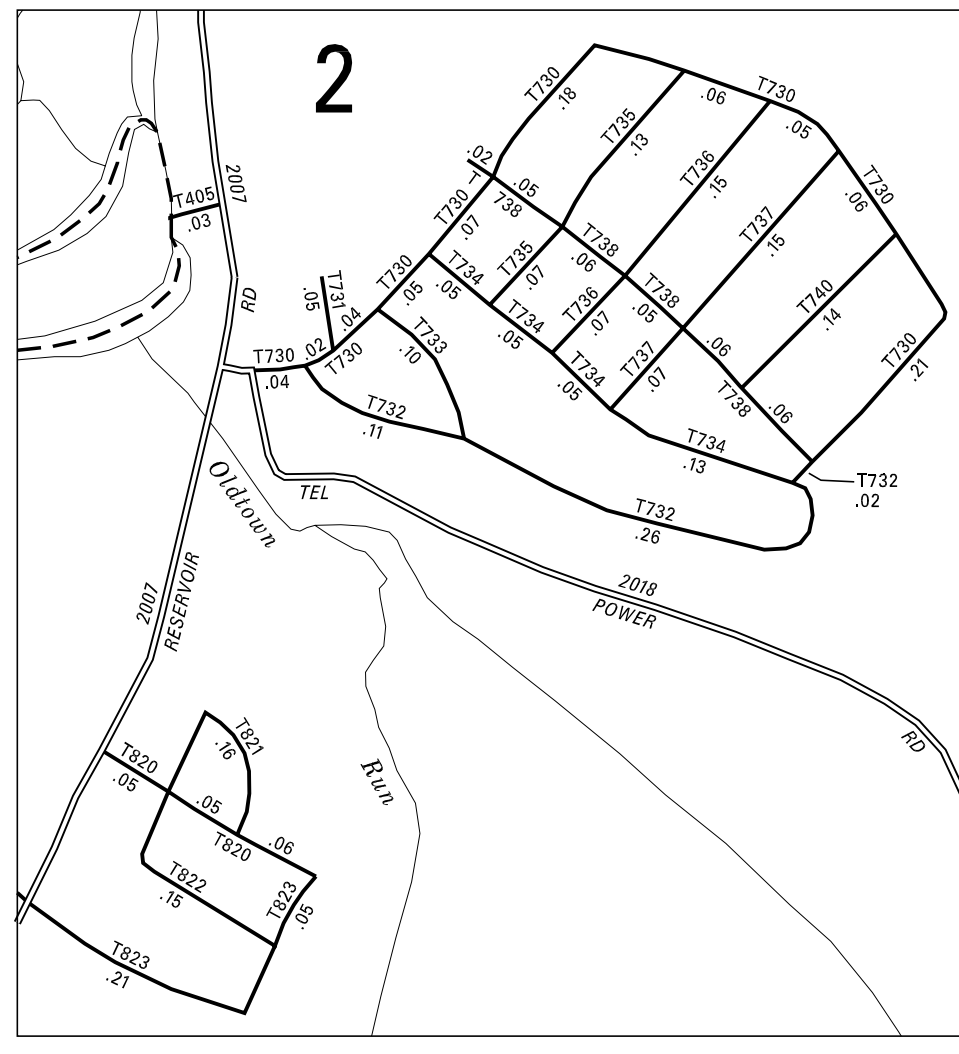 2
T730
.18
T735
.13
.06
T730
.05
T736
.15
T737
.15
T730
.06
T740
.14
T730
.21
.02
T
738
.05
T730
.07
T735
.07
T738
.06
T736
.07
T738
.05
T737
.07
.06
T738
.06
T734
.05
T734
.05
T734
.05
T734
.13
T732
.02
T730
.05
T733
.10
T731
.05
.04
T730
.02
T730
.04
T732
.11
T732
.26
T405
.03
2007
RD
TEL
2018
POWER
RD
Oldtown
Run
2007
RESERVOIR
T821
.16
T820
.05
.05
T820
.06
T822
.15
T823
.05
T823
.21